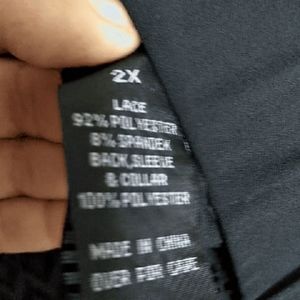 2X
LACE
92% POLYESTER
8% SPANDEX
BACK, SLEEVE
& COLLAR
100% POLYESTER
MADE IN CHINA
OVER FOR CARE